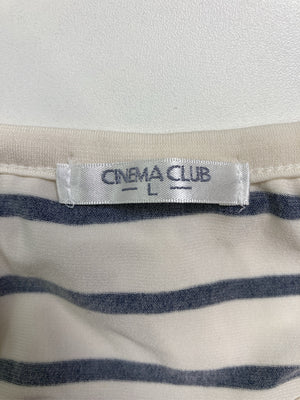 CINEMA CLUB
— L —